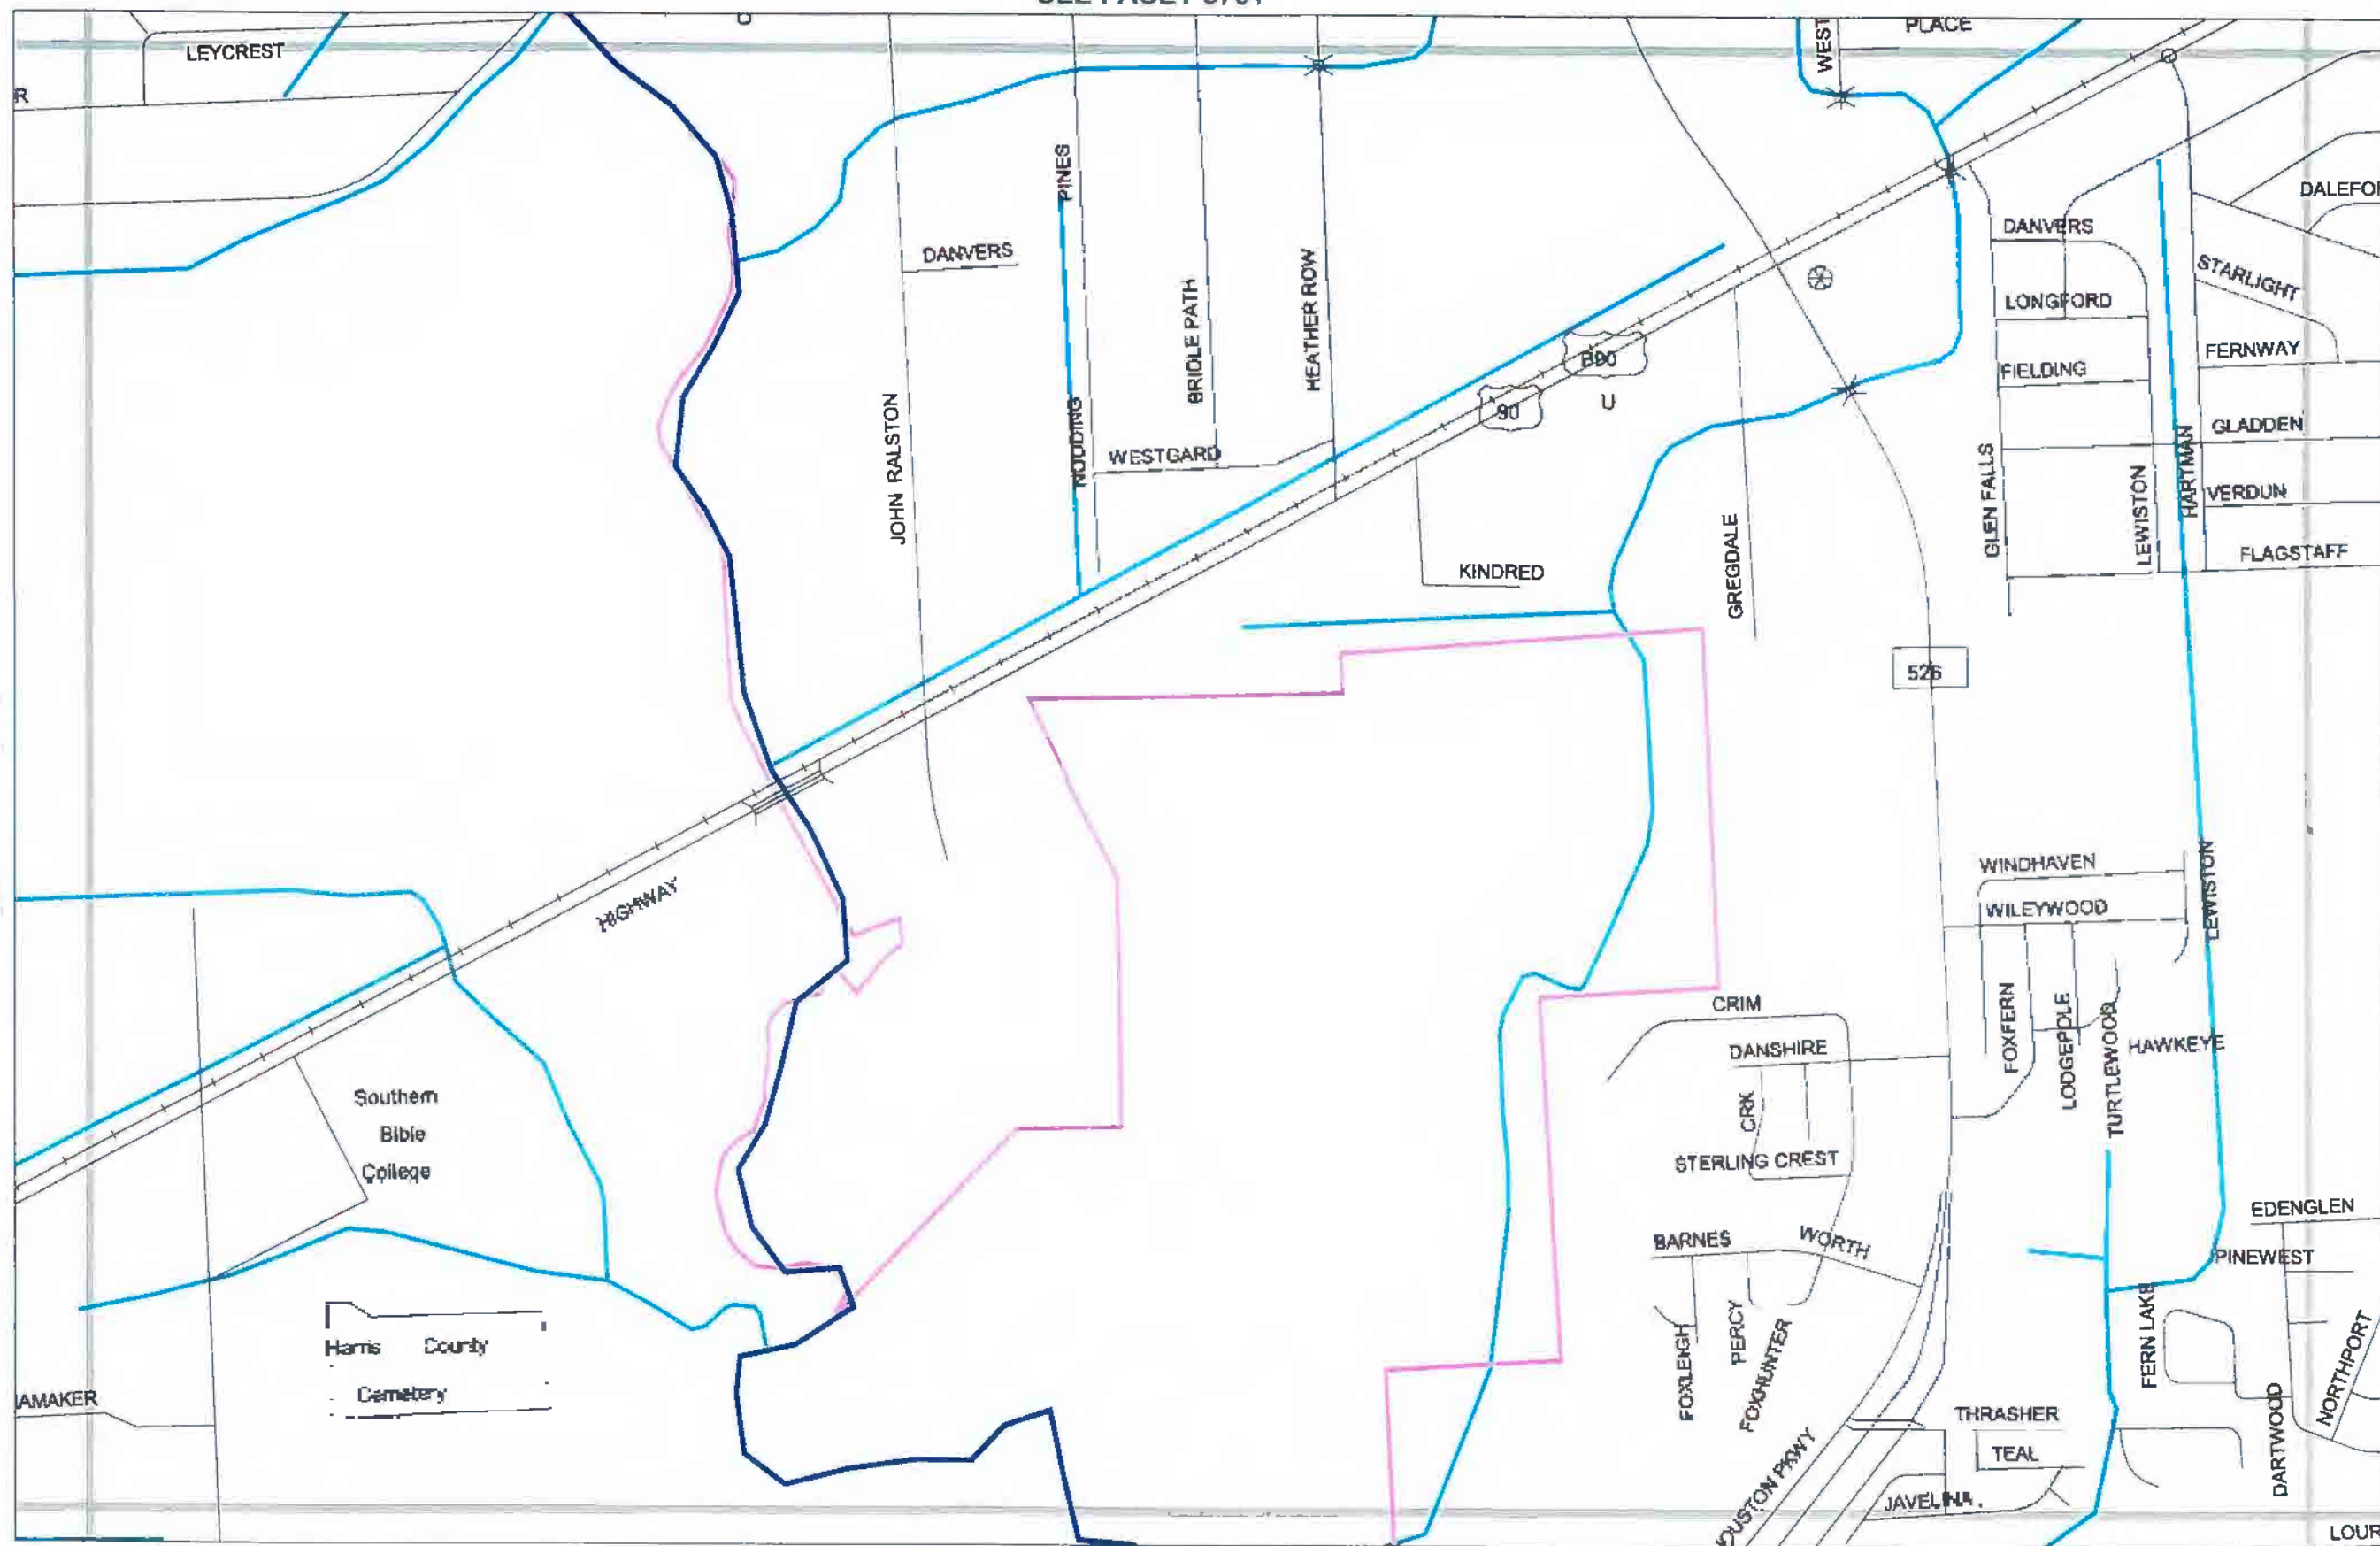 LEYCREST
R
U
WEST
PLACE
PINES
DANVERS
BRIDLE PATH
HEATHER ROW
JOHN RALSTON
NODDING
WESTGARD
B90
90
U
KINDRED
GREGDALE
DANVERS
LONGFORD
FIELDING
GLEN FALLS
LEWISTON
HARTMAN
STARLIGHT
FERNWAY
GLADDEN
VERDUN
FLAGSTAFF
526
HIGHWAY
WINDHAVEN
WILEYWOOD
LEWISTON
FOXFERN
LODGEPOLE
TURTLEWOOD
HAWKEYE
CRIM
DANSHIRE
CRK
STERLING CREST
Southern
Bible
College
BARNES
WORTH
FOXLEIGH
PERCY
FOXHUNTER
EDENGLEN
PINEWEST
FERN LAKE
NORTHPORT
DARTWOOD
Harris County
Cemetery
AMAKER
THRASHER
TEAL
JAVELINA
OUSTON PKWY
LOUR